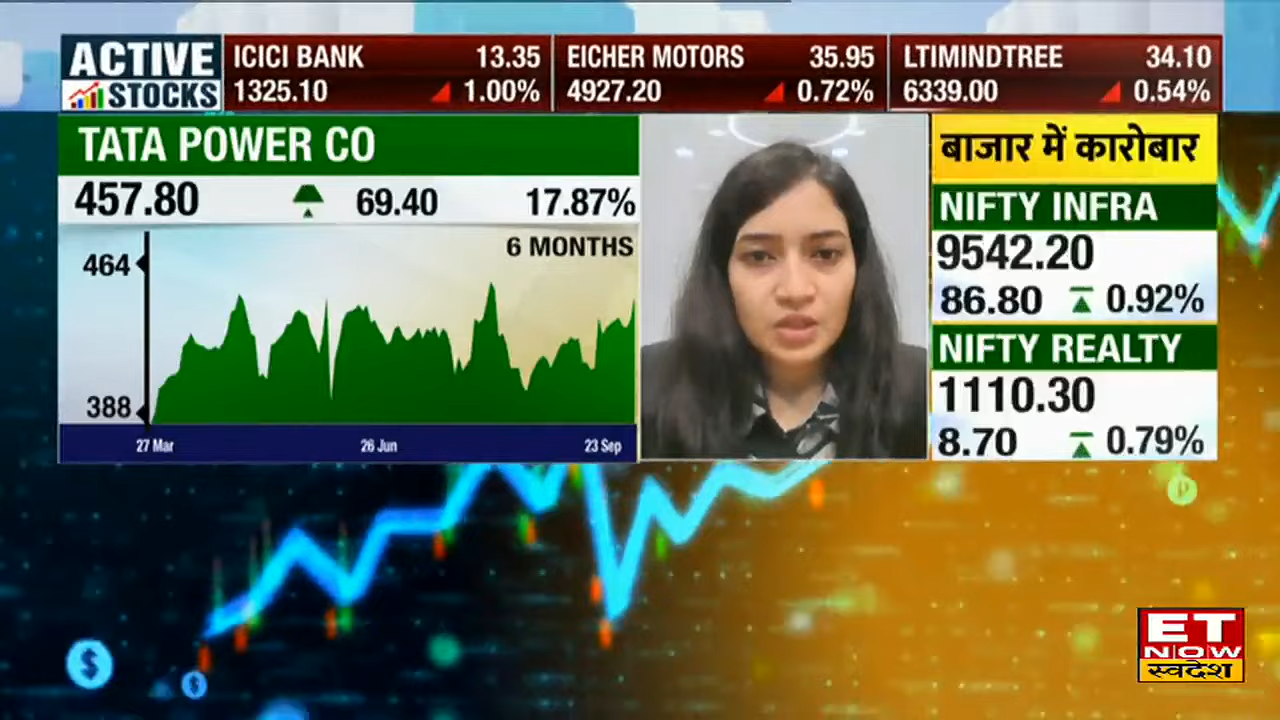 ACTIVE STOCKS
ICICI BANK 13.35
1325.10 1.00%
EICHER MOTORS 35.95
4927.20 0.72%
LTIMINDTREE 34.10
6339.00 0.54%
TATA POWER CO
457.80 69.40 17.87%
6 MONTHS
464
388
27 Mar 26 Jun 23 Sep
बाजार में कारोबार
NIFTY INFRA
9542.20
86.80 0.92%
NIFTY REALTY
1110.30
8.70 0.79%
$
$
P
ET
NOW
स्वदेश